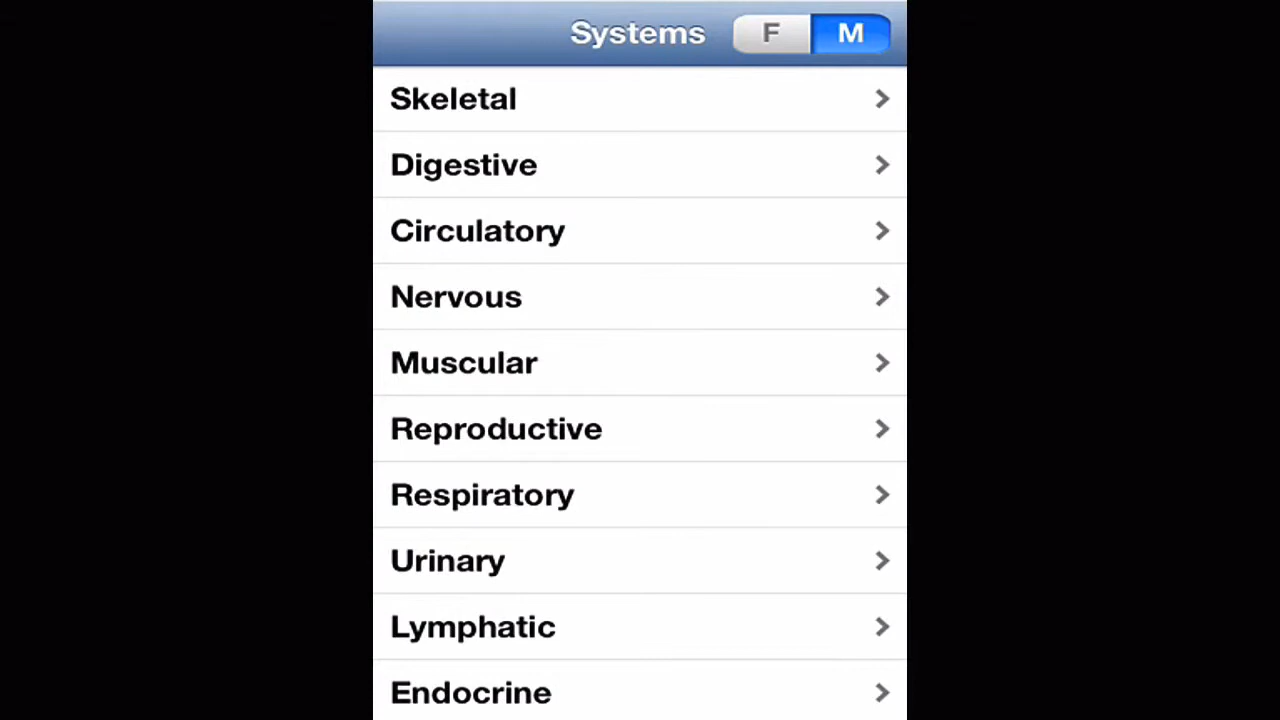 Systems F M
Skeletal
Digestive
Circulatory
Nervous
Muscular
Reproductive
Respiratory
Urinary
Lymphatic
Endocrine